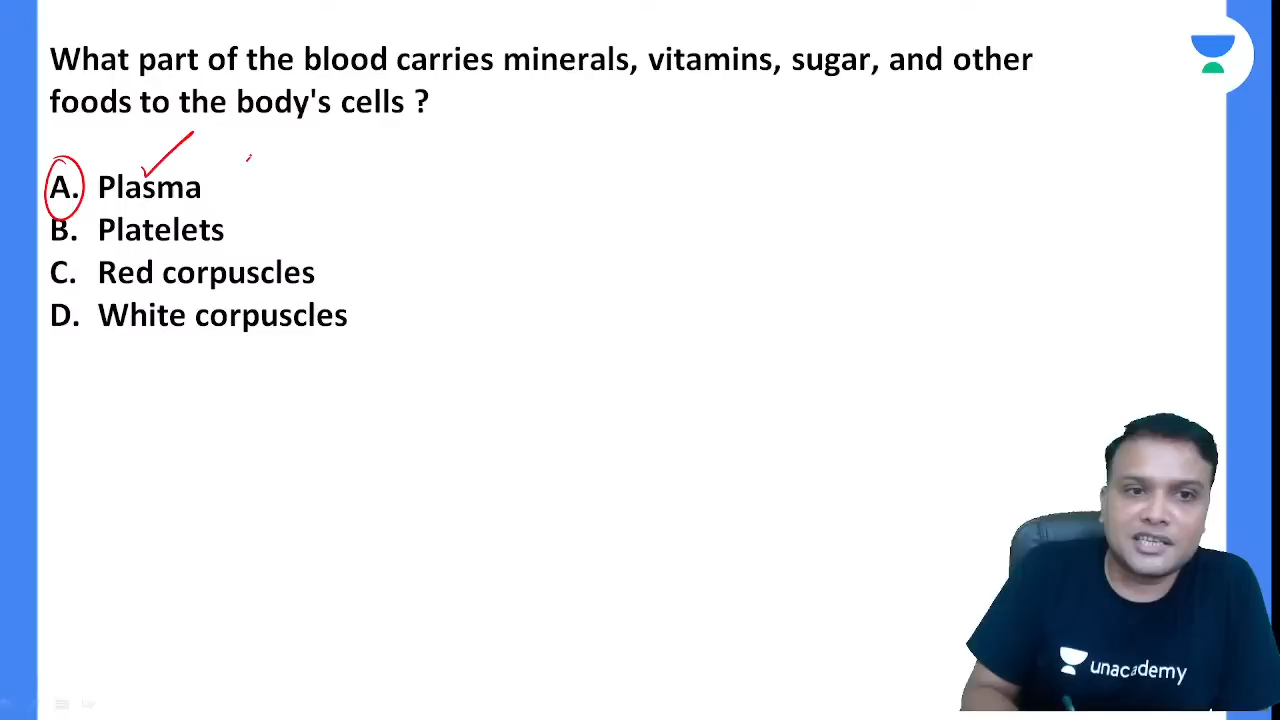 What part of the blood carries minerals, vitamins, sugar, and other
foods to the body's cells ?
A. Plasma
B. Platelets
C. Red corpuscles
D. White corpuscles
unacademy